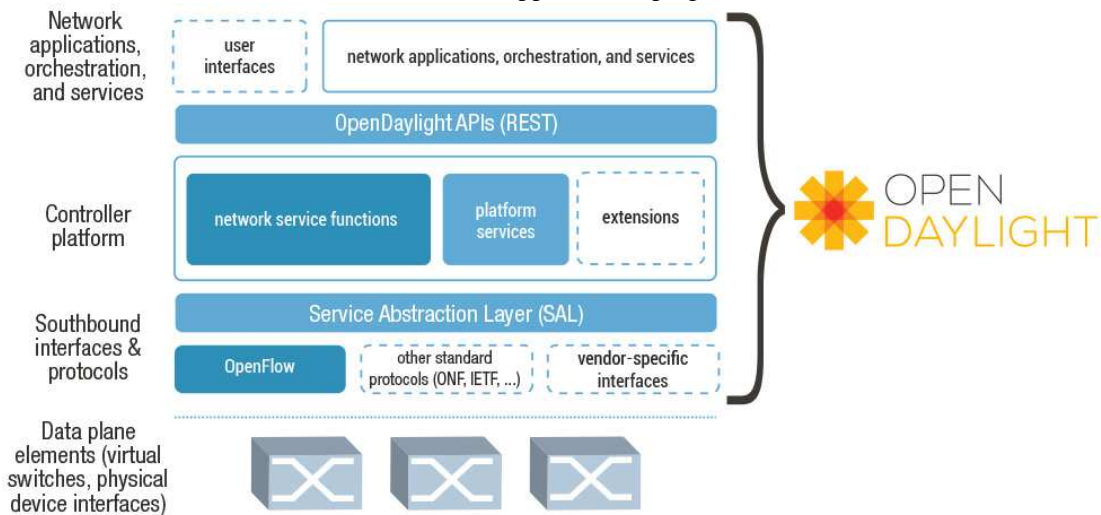 Network
applications,
orchestration,
and services
user
interfaces
network applications, orchestration, and services
OpenDaylight APIs (REST)
Controller
platform
network service functions
platform
services
extensions
Southbound
interfaces &
protocols
Service Abstraction Layer (SAL)
OpenFlow
other standard
protocols (ONF, IETF, ...)
vendor-specific
interfaces
Data plane
elements (virtual
switches, physical
device interfaces)
OPEN
DAYLIGHT